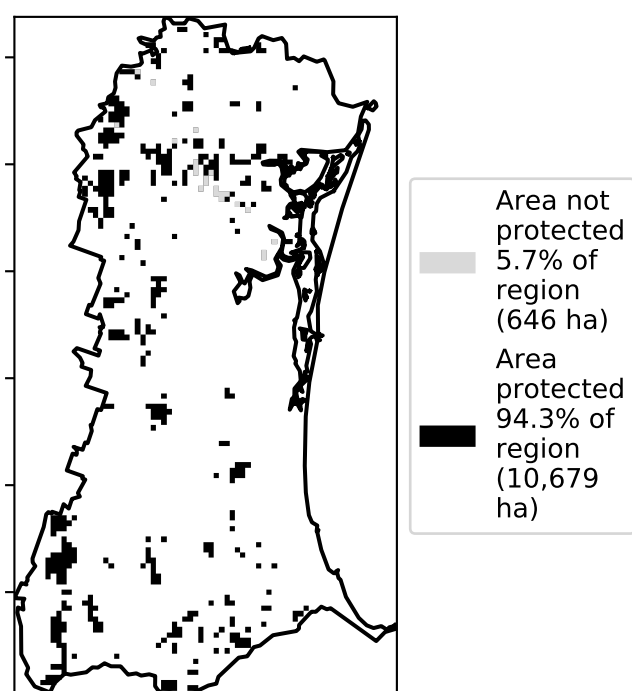 Area not
protected
5.7% of
region
(646 ha)
Area
protected
94.3% of
region
(10,679
ha)